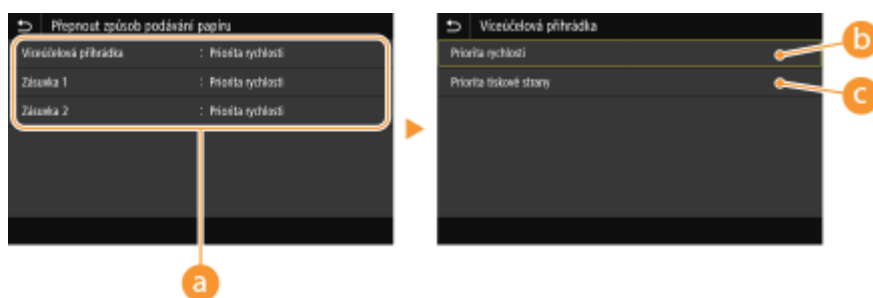 Přepnout způsob podávání papíru
Víceúčelová přihrádka : Priorita rychlosti
Zásuvka 1 : Priorita rychlosti
Zásuvka 2 : Priorita rychlosti
a
Víceúčelová přihrádka
Priorita rychlosti
b
Priorita tiskové strany
c